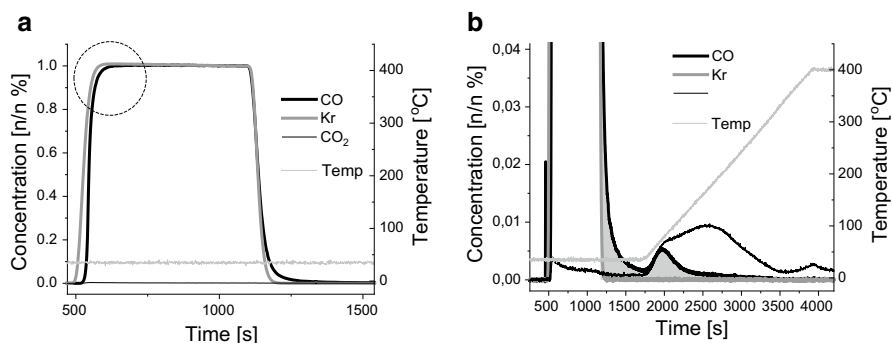 a
Concentration [n/n %]
1.0
0.8
0.6
0.4
0.2
0.0
500
1000
1500
Time [s]
400
300
200
100
0
Temperature [°C]
CO
Kr
CO₂
Temp
b
Concentration [n/n %]
0,04
0,03
0,02
0,01
0,00
500
1000
1500
2000
2500
3000
3500
4000
Time [s]
400
300
200
100
0
Temperature [°C]
CO
Kr
Temp